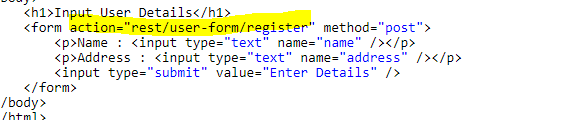 body>
<h1>Input User Details</h1>
<form action="rest/user-form/register" method="post">
<p>Name : <input type="text" name="name" /></p>
<p>Address : <input type="text" name="address" /></p>
<input type="submit" value="Enter Details" />
</form>
/body>
/html>